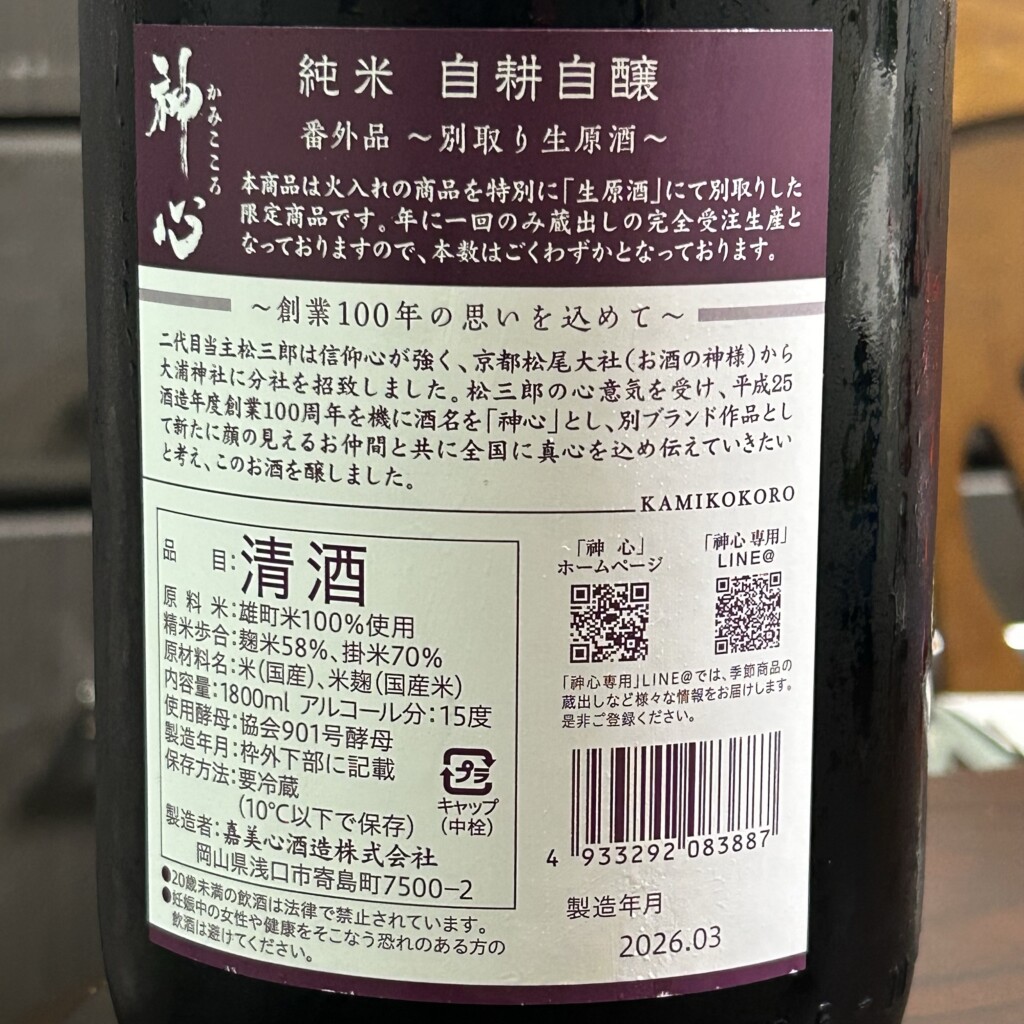 神心
かみこころ
純米 自耕自醸
番外品 ～別取り生原酒～
本商品は火入れの商品を特別に「生原酒」にて別取りした
限定商品です。年に一回のみ蔵出しの完全受注生産と
なっておりますので、本数はごくわずかとなっております。
～創業100年の思いを込めて～
二代目当主松三郎は信仰心が強く、京都松尾大社(お酒の神様)から
大浦神社に分社を招致しました。松三郎の心意気を受け、平成25
酒造年度創業100周年を機に酒名を「神心」とし、別ブランド作品とし
て新たに顔の見えるお仲間と共に全国に真心を込め伝えていきたい
と考え、このお酒を醸しました。
KAMIKOKORO
品 目:清酒
原料米:雄町米100%使用
精米歩合:麹米58%、掛米70%
原材料名:米(国産)、米麹(国産米)
内容量:1800ml アルコール分:15度
使用酵母:協会901号酵母
製造年月:枠外下部に記載
保存方法:要冷蔵
(10℃以下で保存)
製造者:嘉美心酒造株式会社
岡山県浅口市寄島町7500-2
プラ
キャップ
(中栓)
●20歳未満の飲酒は法律で禁止されています。
●妊娠中の女性や健康をそこなう恐れのある方の
飲酒は避けてください。
「神 心」
ホームページ
「神心専用」
LINE@
「神心専用」LINE@では、季節商品の
蔵出しなど様々な情報をお届けします。
是非ご登録ください。
4 933292 083887
製造年月
2026.03